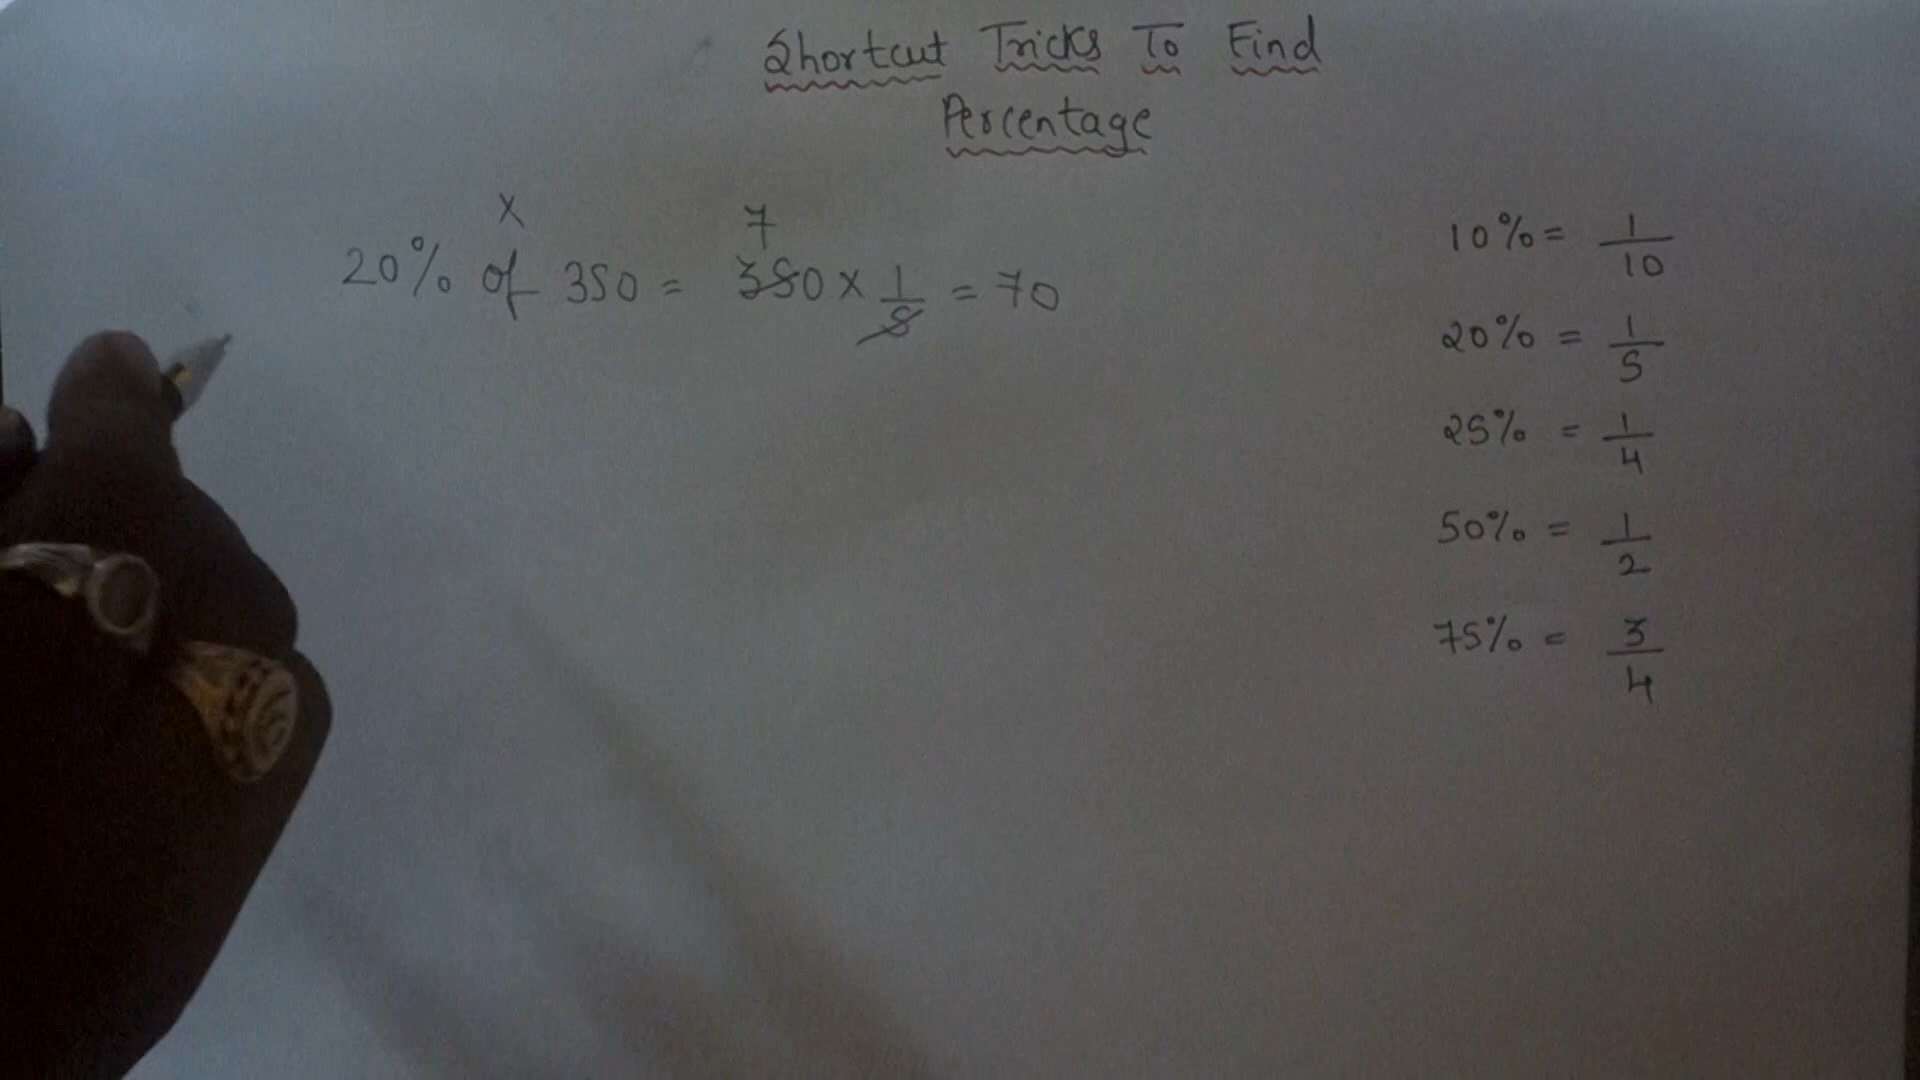 Shortcut Tricks To Find
Percentage
x
7
20% of 350 = 350 x 1/5 = 70
10% = 1/10
20% = 1/5
25% = 1/4
50% = 1/2
75% = 3/4